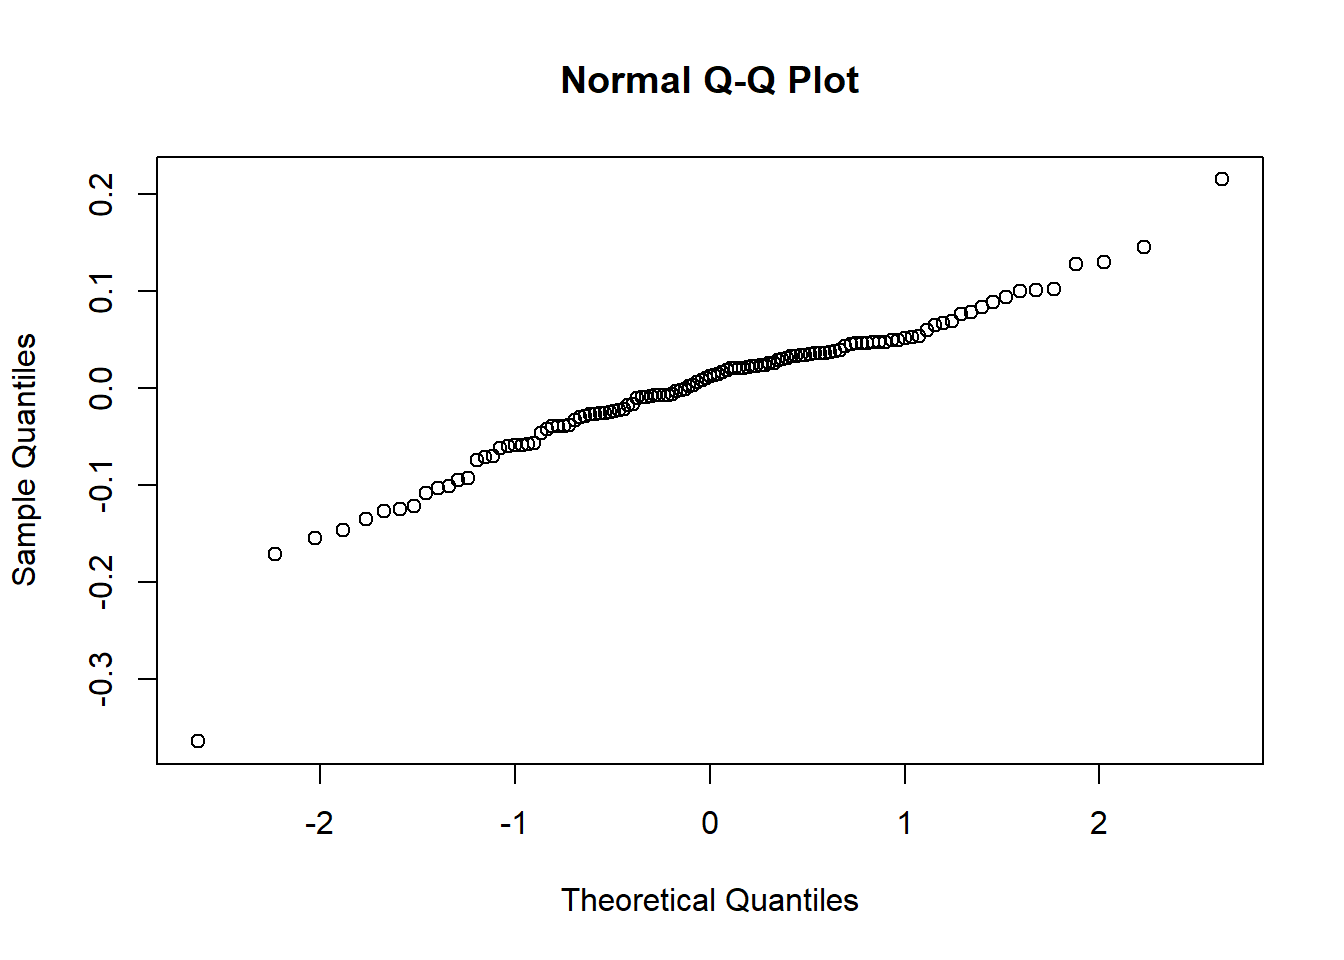 Normal Q-Q Plot
Sample Quantiles
0.2
0.1
0.0
-0.1
-0.2
-0.3
-2 -1 0 1 2
Theoretical Quantiles